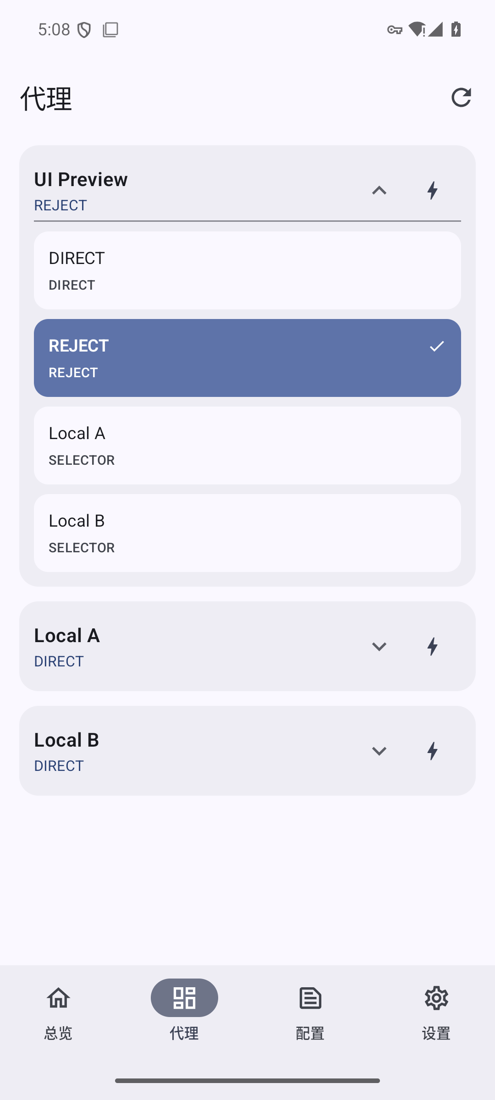 5:08
代理
UI Preview
REJECT
DIRECT
DIRECT
REJECT
REJECT
Local A
SELECTOR
Local B
SELECTOR
Local A
DIRECT
Local B
DIRECT
总览
代理
配置
设置